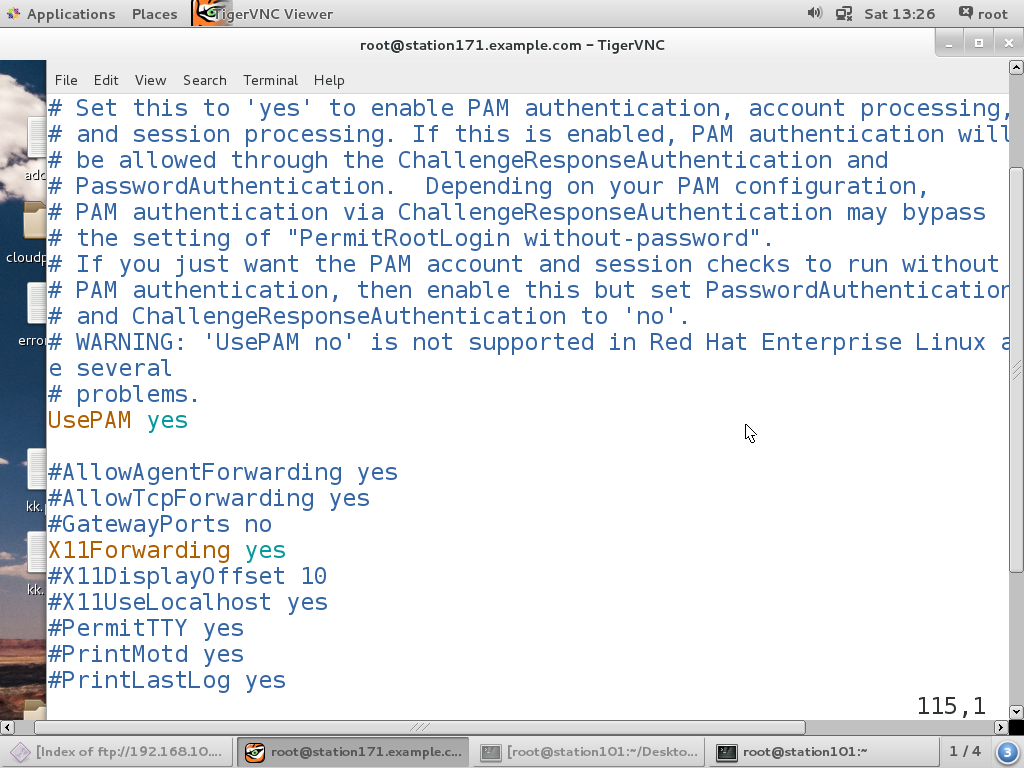 Applications Places TigerVNC Viewer Sat 13:26 root
root@station171.example.com – TigerVNC
File Edit View Search Terminal Help
# Set this to 'yes' to enable PAM authentication, account processing,
# and session processing. If this is enabled, PAM authentication will
# be allowed through the ChallengeResponseAuthentication and
# PasswordAuthentication.  Depending on your PAM configuration,
# PAM authentication via ChallengeResponseAuthentication may bypass
# the setting of "PermitRootLogin without-password".
# If you just want the PAM account and session checks to run without
# PAM authentication, then enable this but set PasswordAuthentication
# and ChallengeResponseAuthentication to 'no'.
# WARNING: 'UsePAM no' is not supported in Red Hat Enterprise Linux a
e several
# problems.
UsePAM yes
#AllowAgentForwarding yes
#AllowTcpForwarding yes
#GatewayPorts no
X11Forwarding yes
#X11DisplayOffset 10
#X11UseLocalhost yes
#PermitTTY yes
#PrintMotd yes
#PrintLastLog yes
115,1
cloudp
error
kk.
kk.
[Index of ftp://192.168.10.... root@station171.example.c... [root@station101:~/Deskto... root@station101:~ 1 / 4 3